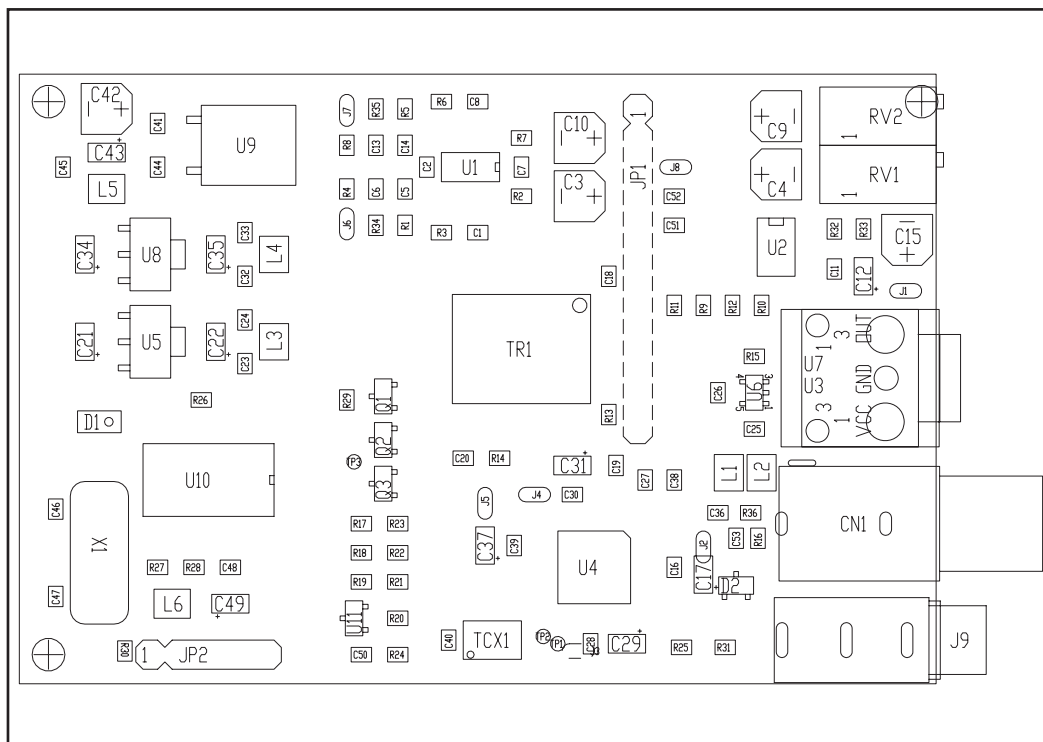 C42
C41
C43
C45
C44
L5
U9
J7
R35
R5
R6
C8
R8
C13
C14
C2
U1
R7
C7
R2
C10
C3
R4
C6
C5
J6
R34
R1
R3
C1
1
JP1
J8
C52
C51
C9
C4
RV2
1
RV1
1
U2
R32
R33
C15
C11
C12
J1
C34
U8
C35
C33
C32
L4
C21
U5
C22
C24
C23
L3
C18
TR1
R11
R9
R12
R10
R15
C26
4
3
U6
5
1
C25
U7
U3
1
3
OUT
GND
3
1
VCC
R26
R29
Q1
Q2
Q3
TP3
R13
D1
U10
C20
R14
C31
C19
C27
C38
L1
L2
J5
J4
C30
C46
X1
C47
R17
R23
R18
R22
R19
R21
U11
R20
C50
R24
C37
C39
U4
C36
R36
J2
C53
R16
C16
C17
D2
CN1
R27
R28
C48
L6
C49
R30
1 JP2
C40
TCX1
TP2
TP1
J3
C28
C29
R25
R31
J9